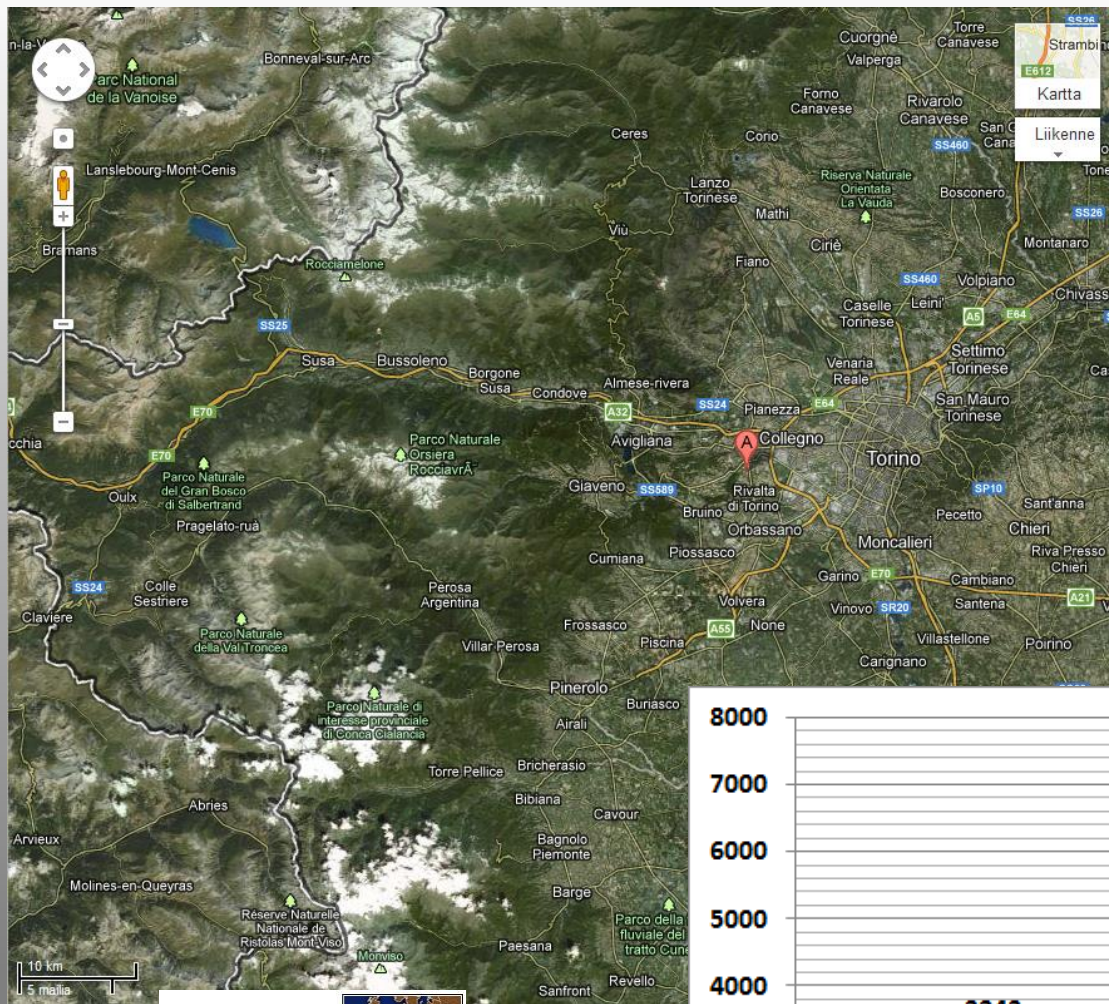 SS26
Torre
Canavese
Cuorgnè
Valperga
Strambin
E612
Kartta
Liikenne
Bonneval-sur-Arc
Parc National
de la Vanoise
Forno
Canavese
Rivarolo
Canavese
Ceres
Corio
SS460
Lanslebourg-Mont-Cenis
Lanzo
Torinese
Riserva Naturale
Orientata
La Vauda
Bosconero
Mathi
SS26
Viù
Bramans
Cirié
Montanaro
Fiano
Rocciamelone
SS460
Volpiano
Leini'
Chivass
Caselle
Torinese
A5
E64
SS25
Susa
Bussoleno
Borgone
Susa
Condove
Almese-rivera
Venaria
Reale
Settimo
Torinese
A32
SS24
Pianezza
E64
San Mauro
Torinese
E70
Avigliana
A
Collegno
Torino
E70
Parco Naturale
Orsiera
RocciavrÃ
Parco Naturale
del Gran Bosco
di Salbertrand
Oulx
Giaveno
SS589
Rivalta
di Torino
SP10
Sant'anna
Pragelato-ruà
Bruino
Orbassano
Pecetto
Chieri
Cumiana
Piossasco
Moncalieri
Riva Presso
Chieri
SS24
Colle
Sestriere
Perosa
Argentina
Garino
E70
Cambiano
Claviere
Volvera
Vinovo
SR20
Santena
A21
Parco Naturale
della Val Troncea
Frossasco
A55
None
Villar Perosa
Piscina
Villastellone
Poirino
Carignano
Pinerolo
Parco Naturale di
interesse provinciale
di Conca Cialancia
Buriasco
Airali
Torre Pellice
Bricherasio
Bibiana
Abries
Cavour
Arvieux
Bagnolo
Piemonte
Molines-en-Queyras
Barge
Réserve Naturelle
Nationale de
Ristolas Mont-Viso
Parco della
fluviale del
tratto Cune
Paesana
Monviso
Revello
Sanfront
10 km
5 mailia
8000
7000
6000
5000
4000